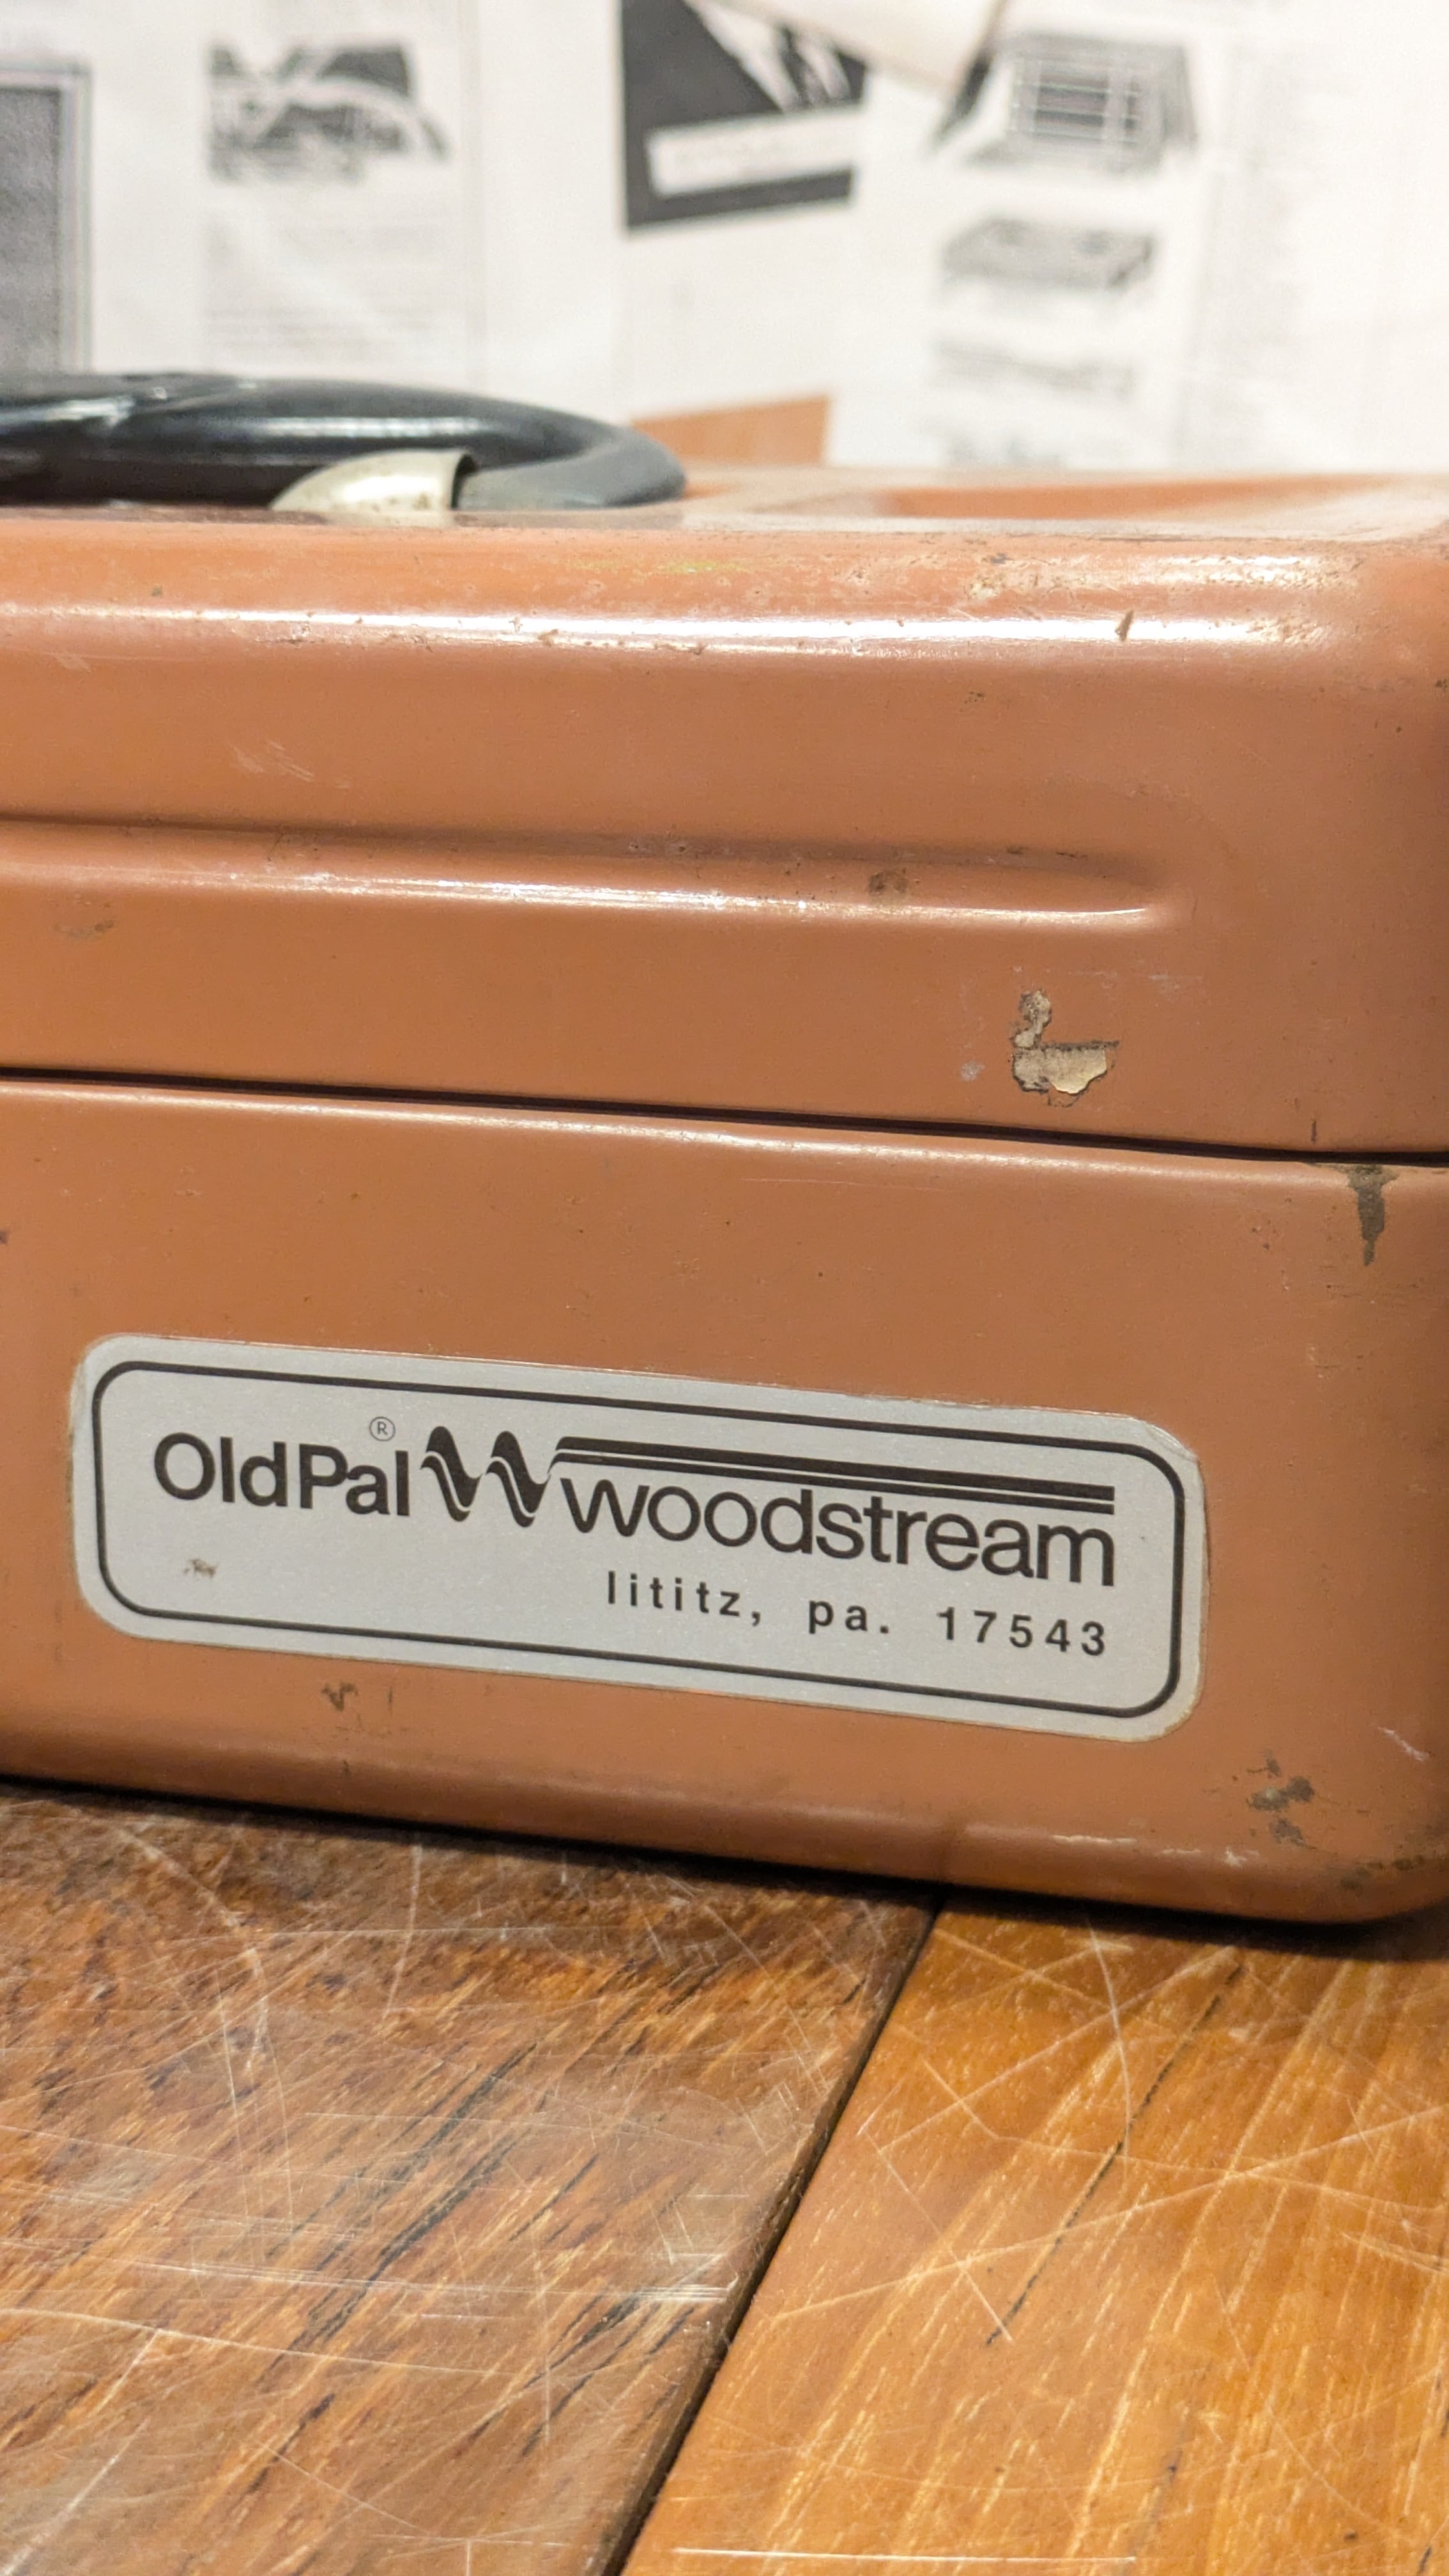 OldPal® woodstream
lititz, pa. 17543